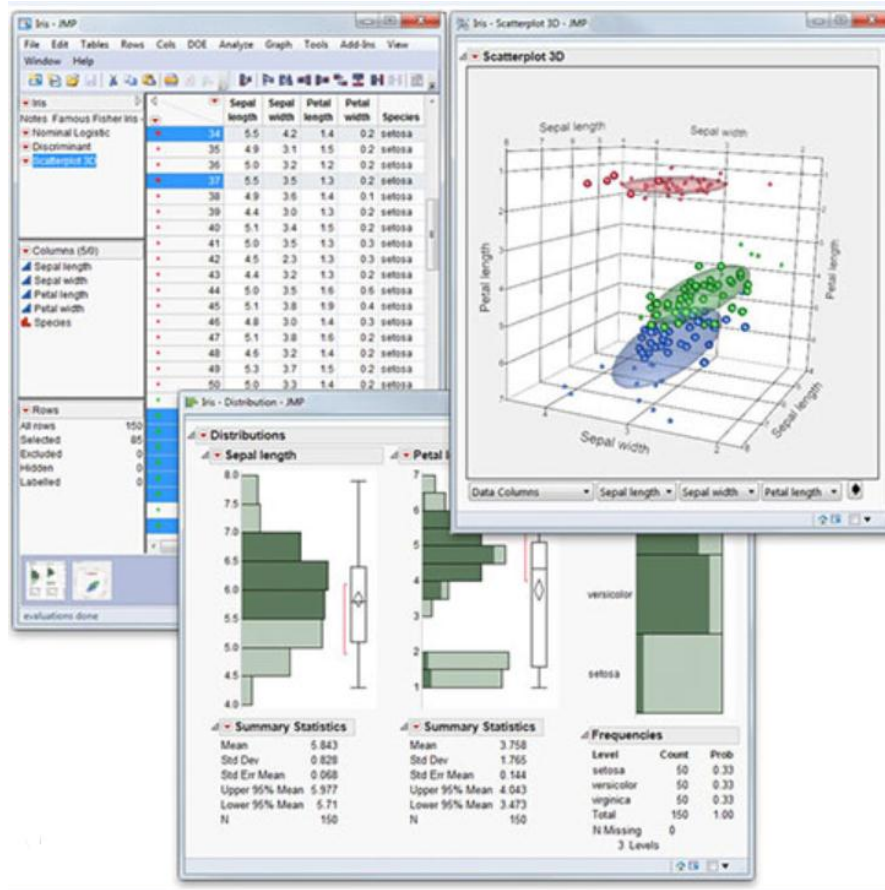 Iris - JMP
File Edit Tables Rows Cols DOE Analyze Graph Tools Add-Ins View
Window Help
Iris
Notes Famous Fisher Iris
Nominal Logistic
Discriminant
Scatterplot 3D
Columns (5/0)
Sepal length
Sepal width
Petal length
Petal width
Species
Rows
All rows 150
Selected 85
Excluded 0
Hidden 0
Labelled 0
evaluations done
Sepal length Sepal width Petal length Petal width Species
34 5.5 4.2 1.4 0.2 setosa
35 4.9 3.1 1.5 0.2 setosa
36 5.0 3.2 1.2 0.2 setosa
37 5.5 3.5 1.3 0.2 setosa
38 4.9 3.6 1.4 0.1 setosa
39 4.4 3.0 1.3 0.2 setosa
40 5.1 3.4 1.5 0.2 setosa
41 5.0 3.5 1.3 0.3 setosa
42 4.5 2.3 1.3 0.3 setosa
43 4.4 3.2 1.3 0.2 setosa
44 5.0 3.5 1.6 0.6 setosa
45 5.1 3.8 1.9 0.4 setosa
46 4.8 3.0 1.4 0.3 setosa
47 5.1 3.8 1.6 0.2 setosa
48 4.6 3.2 1.4 0.2 setosa
49 5.3 3.7 1.5 0.2 setosa
50 5.0 3.3 1.4 0.2 setosa
Iris - Scatterplot 3D - JMP
Scatterplot 3D
Sepal length
Sepal width
Petal length
Petal length
Sepal width
Sepal length
Data Columns Sepal length Sepal width Petal length
Iris - Distribution - JMP
Distributions
Sepal length
8.0
7.5
7.0
6.5
6.0
5.5
5.0
4.5
4.0
Summary Statistics
Mean 5.843
Std Dev 0.828
Std Err Mean 0.068
Upper 95% Mean 5.977
Lower 95% Mean 5.71
N 150
Petal l
7
6
5
4
3
2
1
Summary Statistics
Mean 3.758
Std Dev 1.765
Std Err Mean 0.144
Upper 95% Mean 4.043
Lower 95% Mean 3.473
N 150
versicolor
setosa
Frequencies
Level Count Prob
setosa 50 0.33
versicolor 50 0.33
virginica 50 0.33
Total 150 1.00
N Missing 0
3 Levels